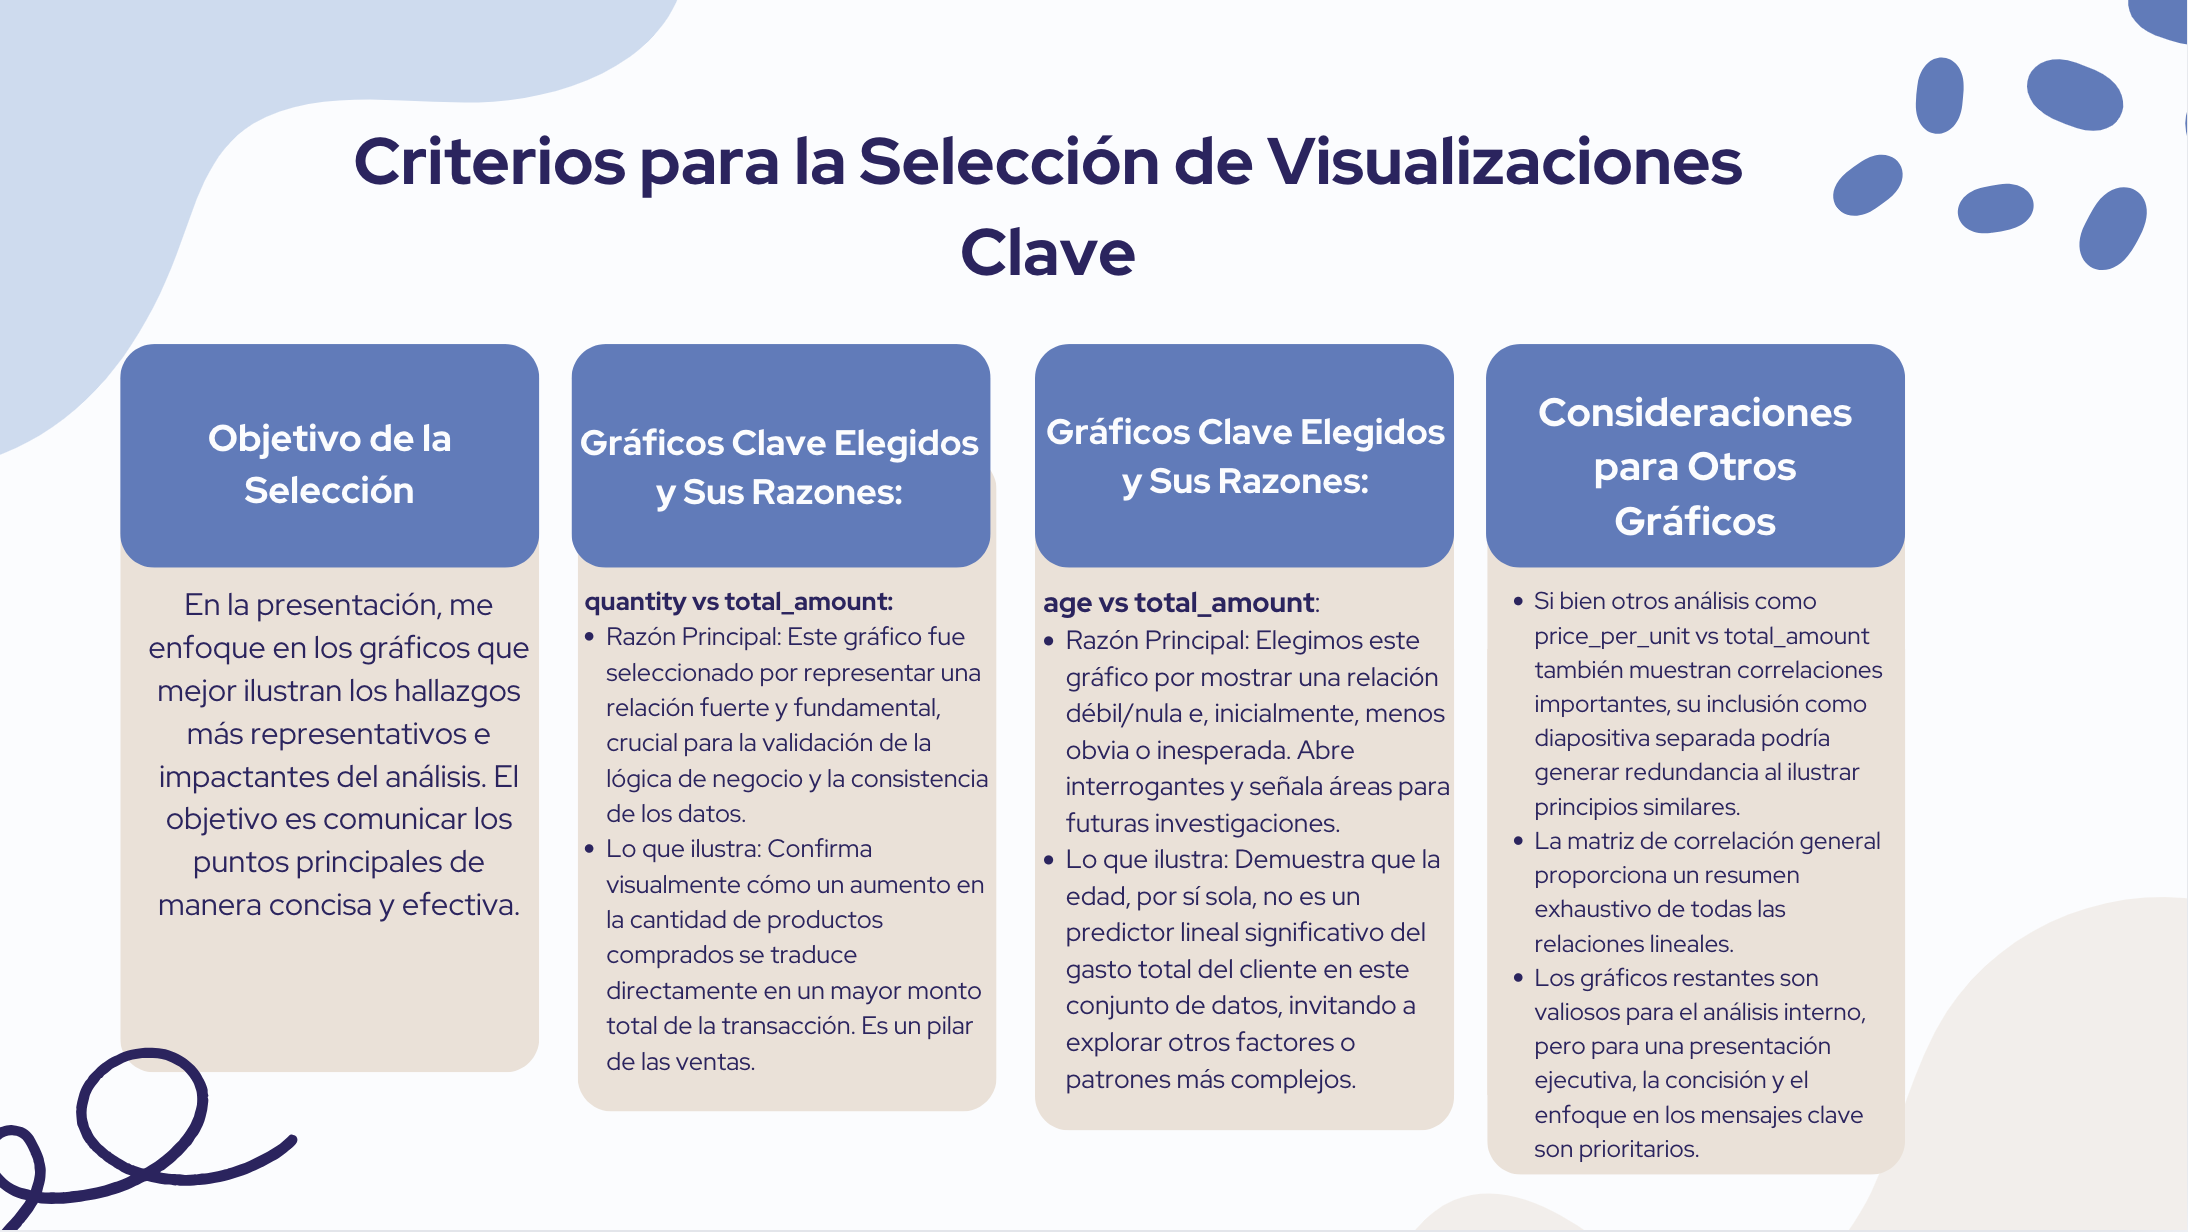 Criterios para la Selección de Visualizaciones
Clave
Objetivo de la
Selección
En la presentación, me
enfoque en los gráficos que
mejor ilustran los hallazgos
más representativos e
impactantes del análisis. El
objetivo es comunicar los
puntos principales de
manera concisa y efectiva.
Gráficos Clave Elegidos
y Sus Razones:
quantity vs total_amount:
• Razón Principal: Este gráfico fue
seleccionado por representar una
relación fuerte y fundamental,
crucial para la validación de la
lógica de negocio y la consistencia
de los datos.
• Lo que ilustra: Confirma
visualmente cómo un aumento en
la cantidad de productos
comprados se traduce
directamente en un mayor monto
total de la transacción. Es un pilar
de las ventas.
Gráficos Clave Elegidos
y Sus Razones:
age vs total_amount:
• Razón Principal: Elegimos este
gráfico por mostrar una relación
débil/nula e, inicialmente, menos
obvia o inesperada. Abre
interrogantes y señala áreas para
futuras investigaciones.
• Lo que ilustra: Demuestra que la
edad, por sí sola, no es un
predictor lineal significativo del
gasto total del cliente en este
conjunto de datos, invitando a
explorar otros factores o
patrones más complejos.
Consideraciones
para Otros
Gráficos
• Si bien otros análisis como
price_per_unit vs total_amount
también muestran correlaciones
importantes, su inclusión como
diapositiva separada podría
generar redundancia al ilustrar
principios similares.
• La matriz de correlación general
proporciona un resumen
exhaustivo de todas las
relaciones lineales.
• Los gráficos restantes son
valiosos para el análisis interno,
pero para una presentación
ejecutiva, la concisión y el
enfoque en los mensajes clave
son prioritarios.